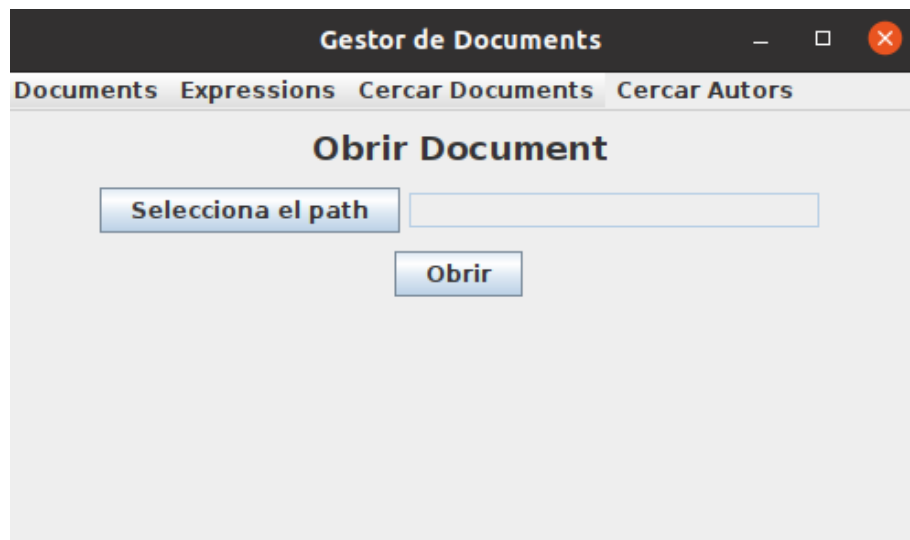 Gestor de Documents
Documents Expressions Cercar Documents Cercar Autors
Obrir Document
Selecciona el path
Obrir